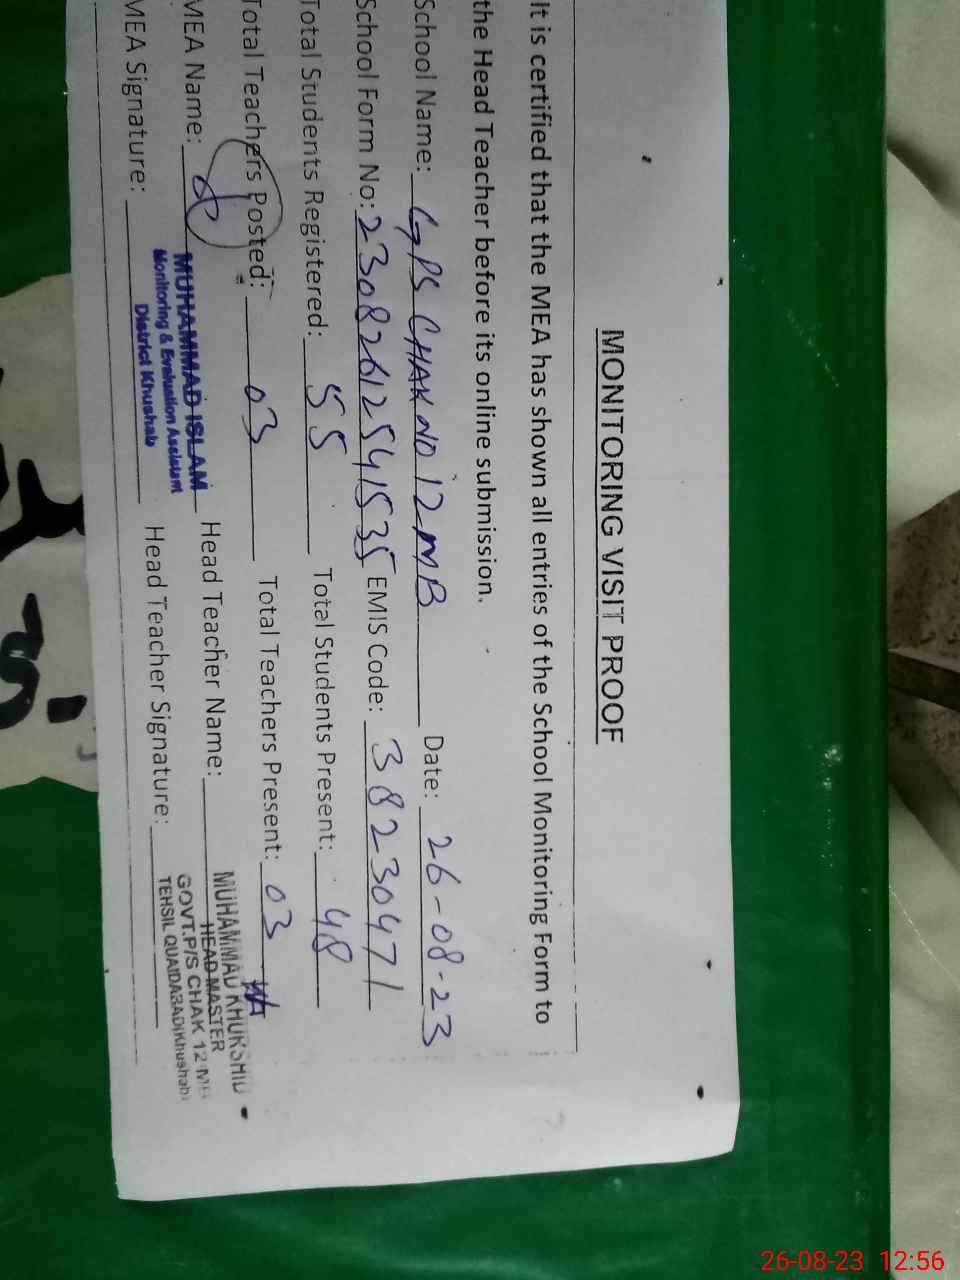 MONITORING VISIT PROOF
It is certified that the MEA has shown all entries of the School Monitoring Form to
the Head Teacher before its online submission.
School Name: GPS CHAK NO 12 MB Date: 26-08-23
School Form No: 23082612541535 EMIS Code: 38230471
Total Students Registered: 55 Total Students Present: 48
Total Teachers Posted: 03 Total Teachers Present: 03
MEA Name: MUHAMMAD ISLAM Head Teacher Name: MUHAMMAD KHURSHID
Monitoring & Evaluation Assistant HEAD MASTER
District Khushab GOVT.P/S CHAK 12 MB
MEA Signature: Head Teacher Signature: TEHSIL QUAIDABAD(Khushab)
26-08-23 12:56